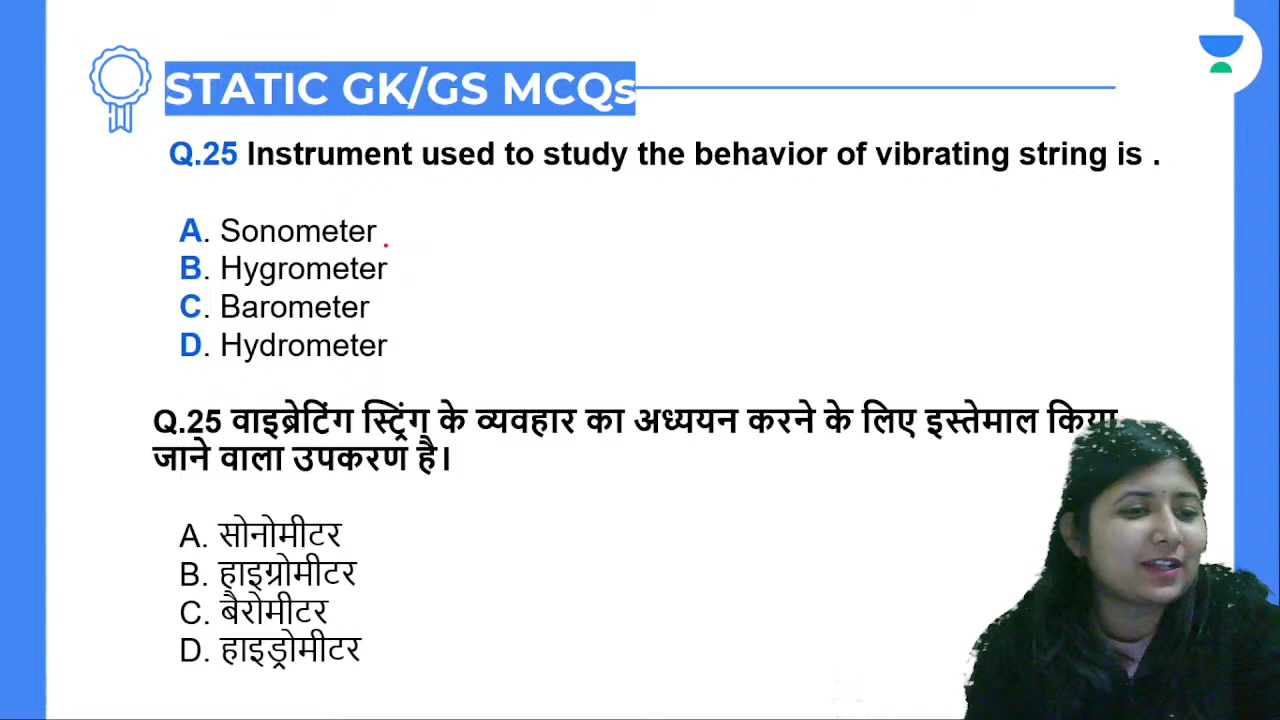 STATIC GK/GS MCQs
Q.25 Instrument used to study the behavior of vibrating string is .
A. Sonometer
B. Hygrometer
C. Barometer
D. Hydrometer
Q.25 वाइब्रेटिंग स्ट्रिंग के व्यवहार का अध्ययन करने के लिए इस्तेमाल किया
जाने वाला उपकरण है।
A. सोनोमीटर
B. हाइग्रोमीटर
C. बैरोमीटर
D. हाइड्रोमीटर